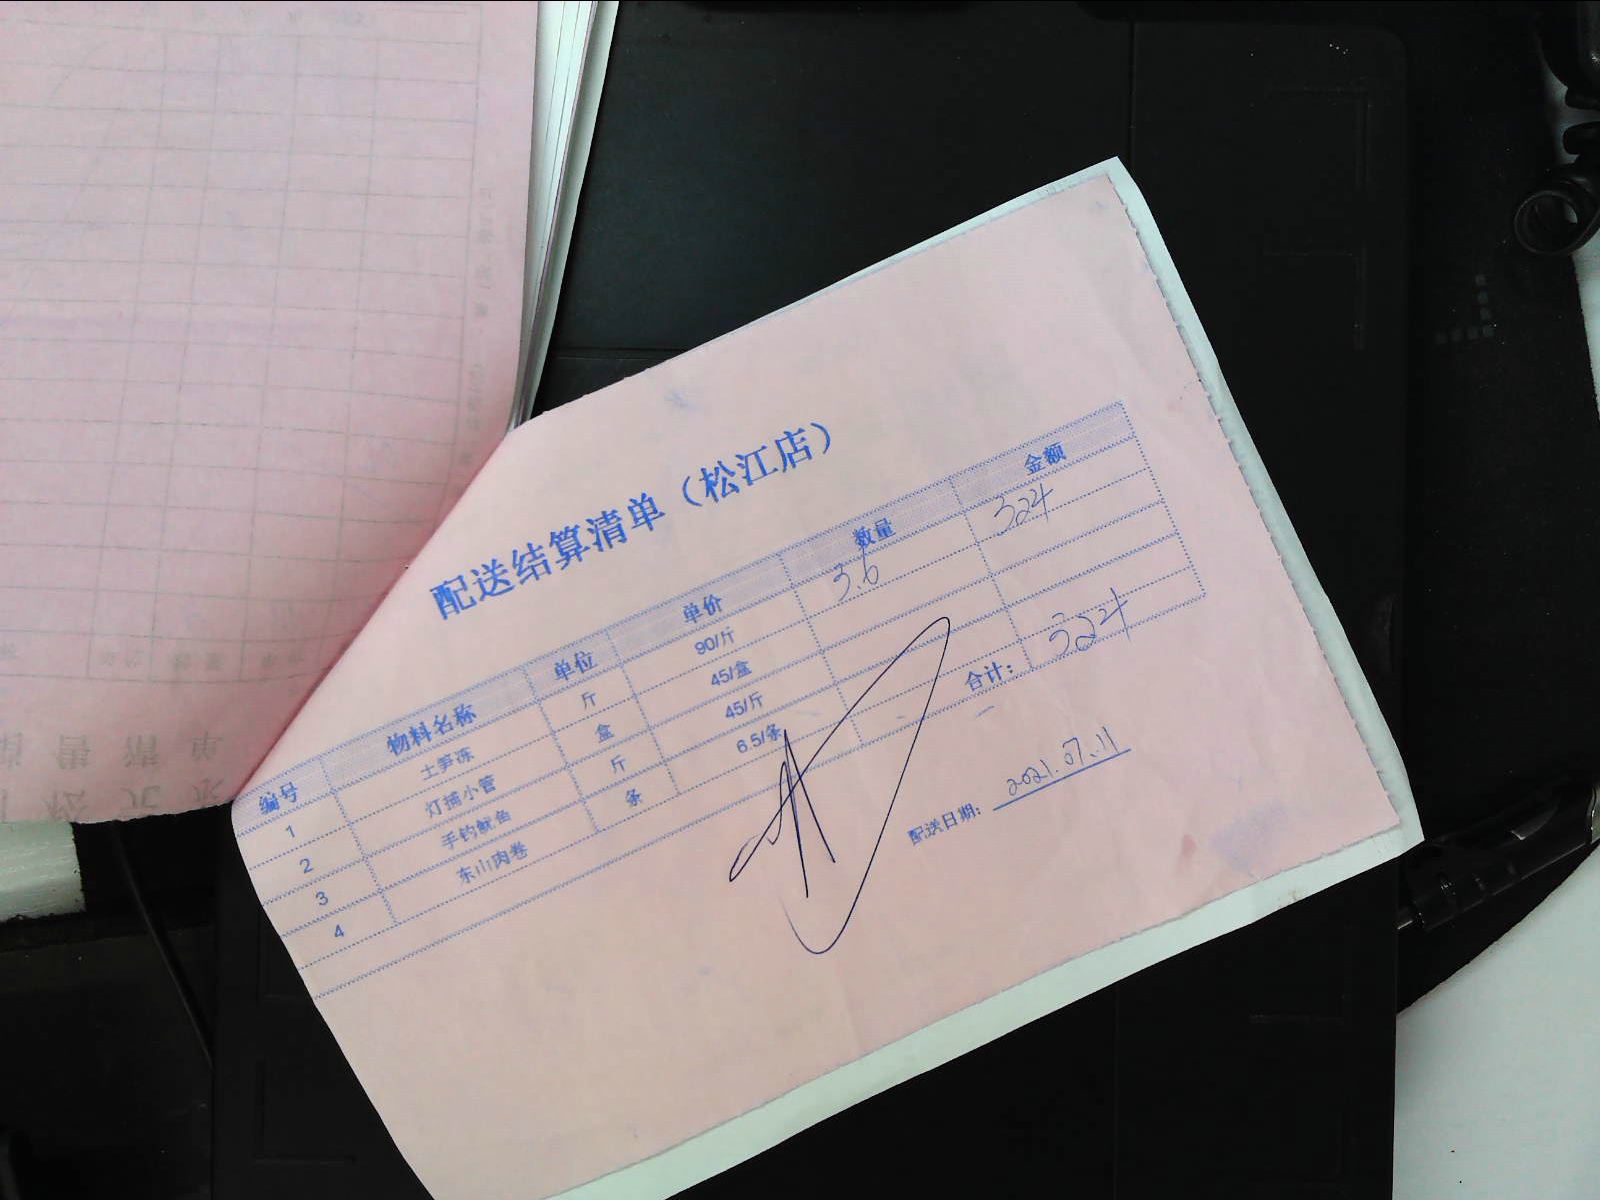 配送结算清单（松江店）
编号 物料名称 单位 单价 数量 金额
1 土笋冻 斤 90/斤 3.6 324
2 灯捕小管 盒 45/盒
3 手钓鱿鱼 斤 45/斤
4 东山肉卷 条 6.5/条
合计： 324
配送日期： 2021.07.11